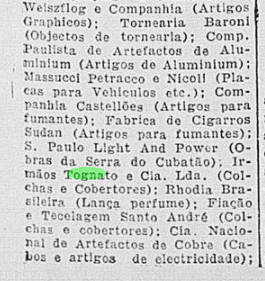 Weiszflog e Companhia (Artigos
Graphicos); Tornearia Baroni
(Objectos de tornearia); Comp.
Paulista de Artefactos de Alu-
minium (Artigos de Aluminium);
Massucci Petracco e Nicoli (Pla-
cas para Vehiculos etc.); Com-
panhia Castellões (Artigos para
fumantes); Fabrica de Cigarros
Sudan (Artigos para fumantes);
S. Paulo Light And Power (O-
bras da Serra do Cubatão); Ir-
mãos Tognato e Cia. Lda. (Col-
chas e Cobertores); Rhodia Bra-
sileira (Lança perfume); Fiação
e Tecelagem Santo André (Col-
chas e cobertores); Cia. Nacio-
nal de Artefactos de Cobre (Ca-
bos e artigos de electricidade);